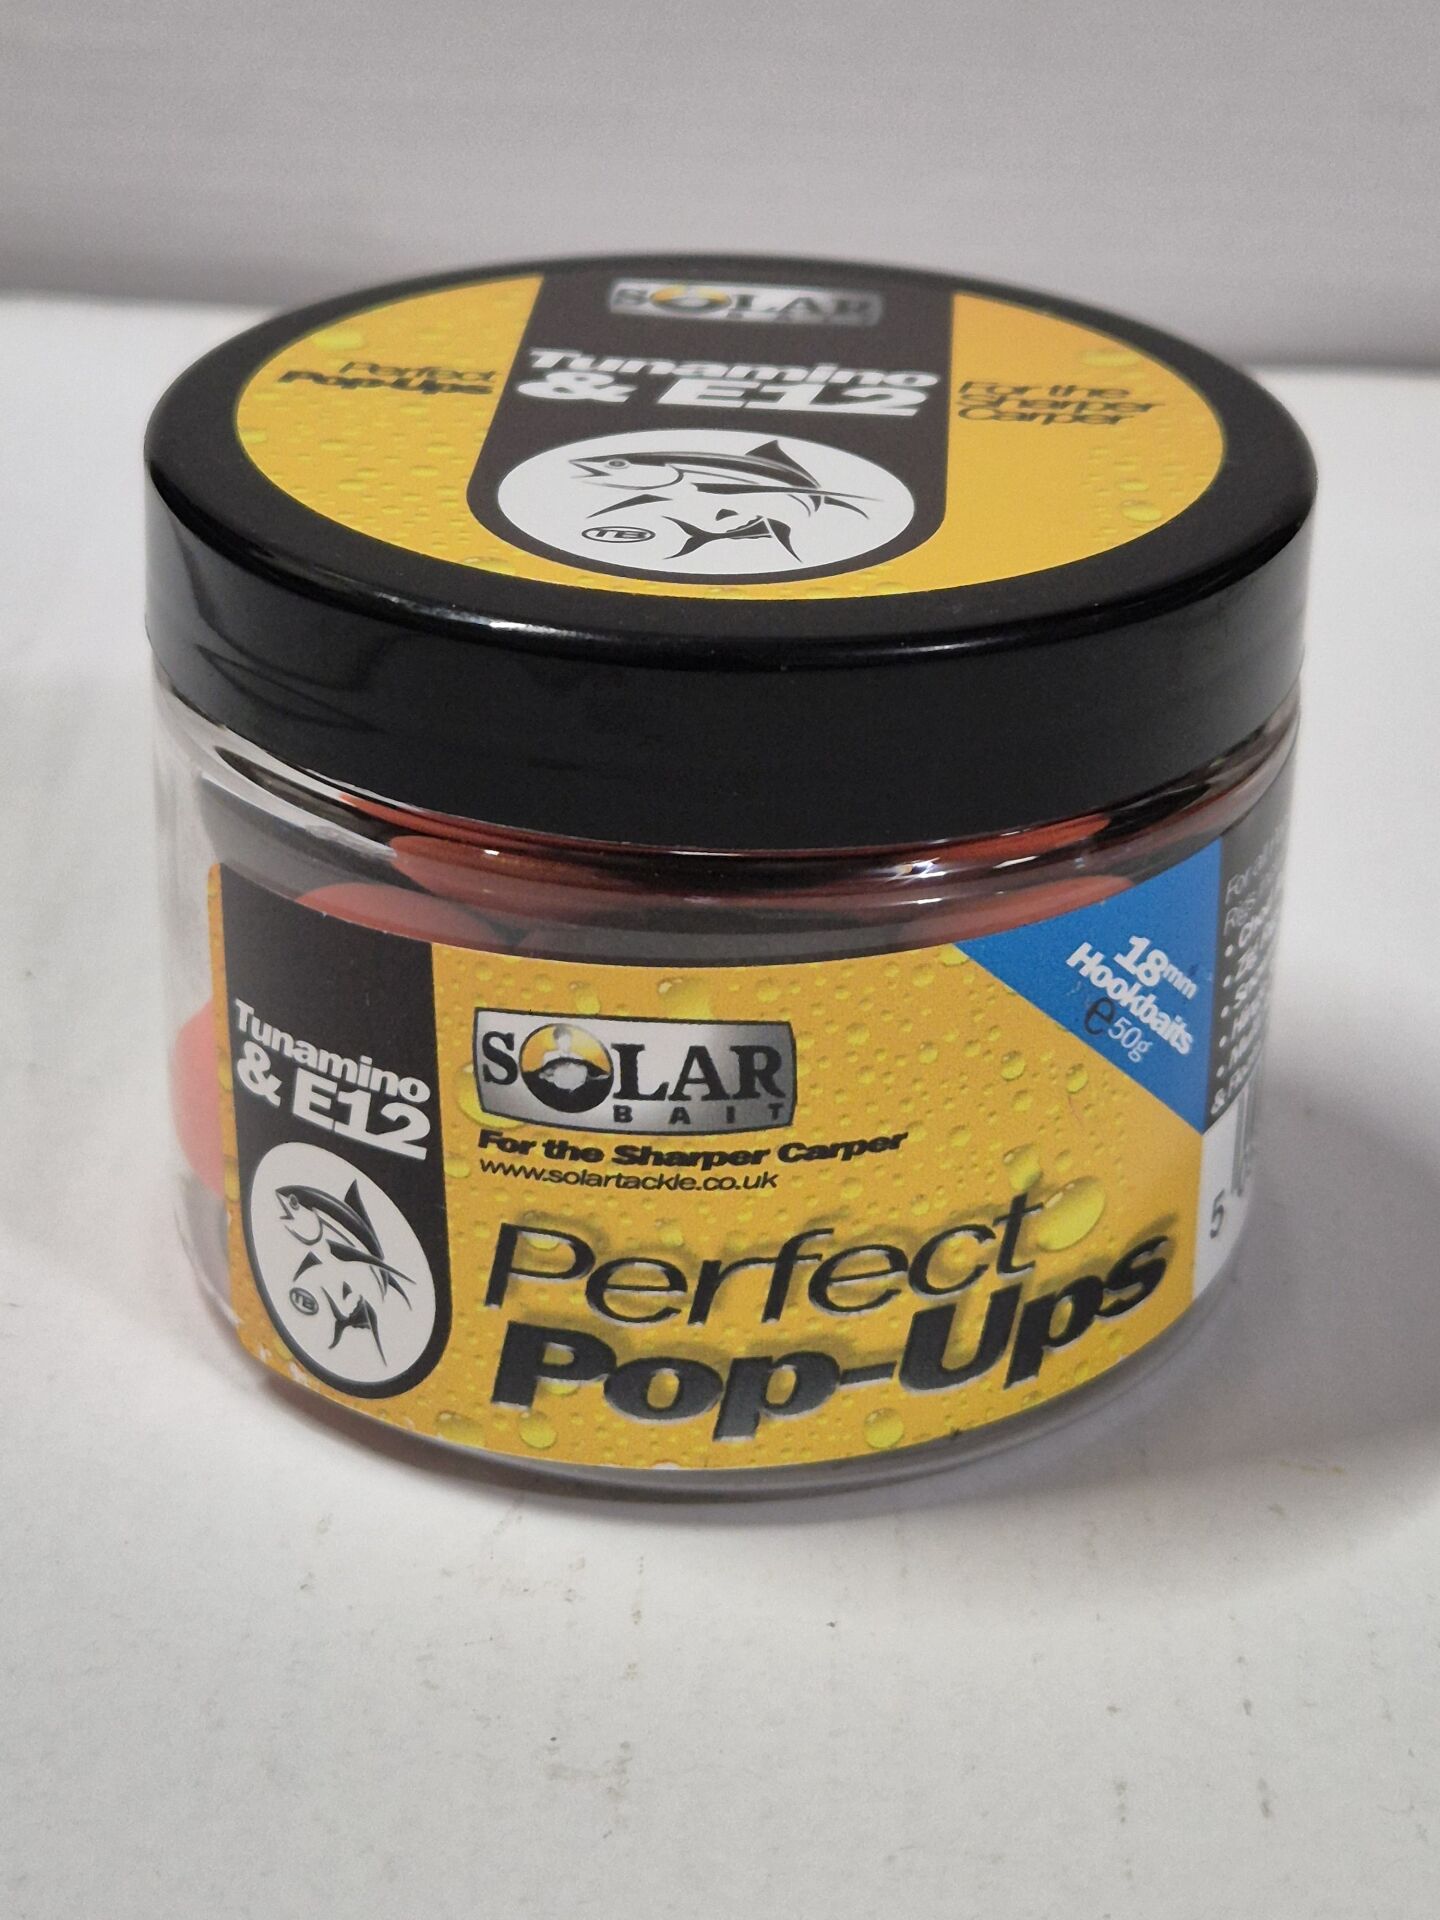 SOLAR
BAIT
Tunamino
& E12
Perfect
Pop-Ups
For the
Sharper
Carper
TB
Tunamino
& E12
TB
SOLAR
BAIT
For the Sharper Carper
www.solartackle.co.uk
Perfect
Pop-Ups
18mm
Hookbaits
e50g
5